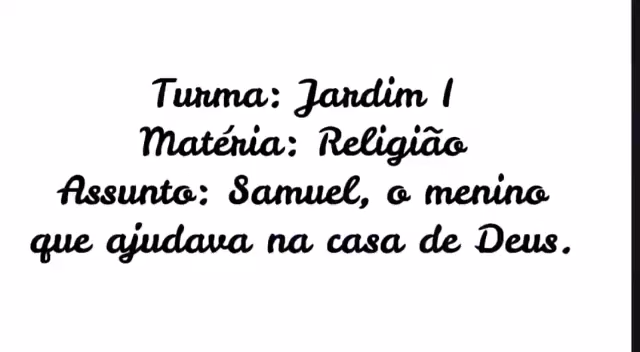 Turma: Jardim I
Matéria: Religião
Assunto: Samuel, o menino
que ajudava na casa de Deus.